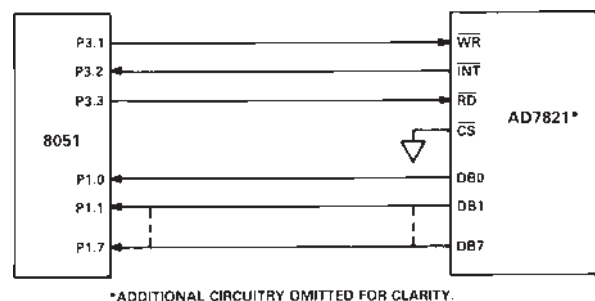 P3.1 WR
P3.2 INT
P3.3 RD
CS
8051 AD7821*
P1.0 DB0
P1.1 DB1
P1.7 DB7
*ADDITIONAL CIRCUITRY OMITTED FOR CLARITY.